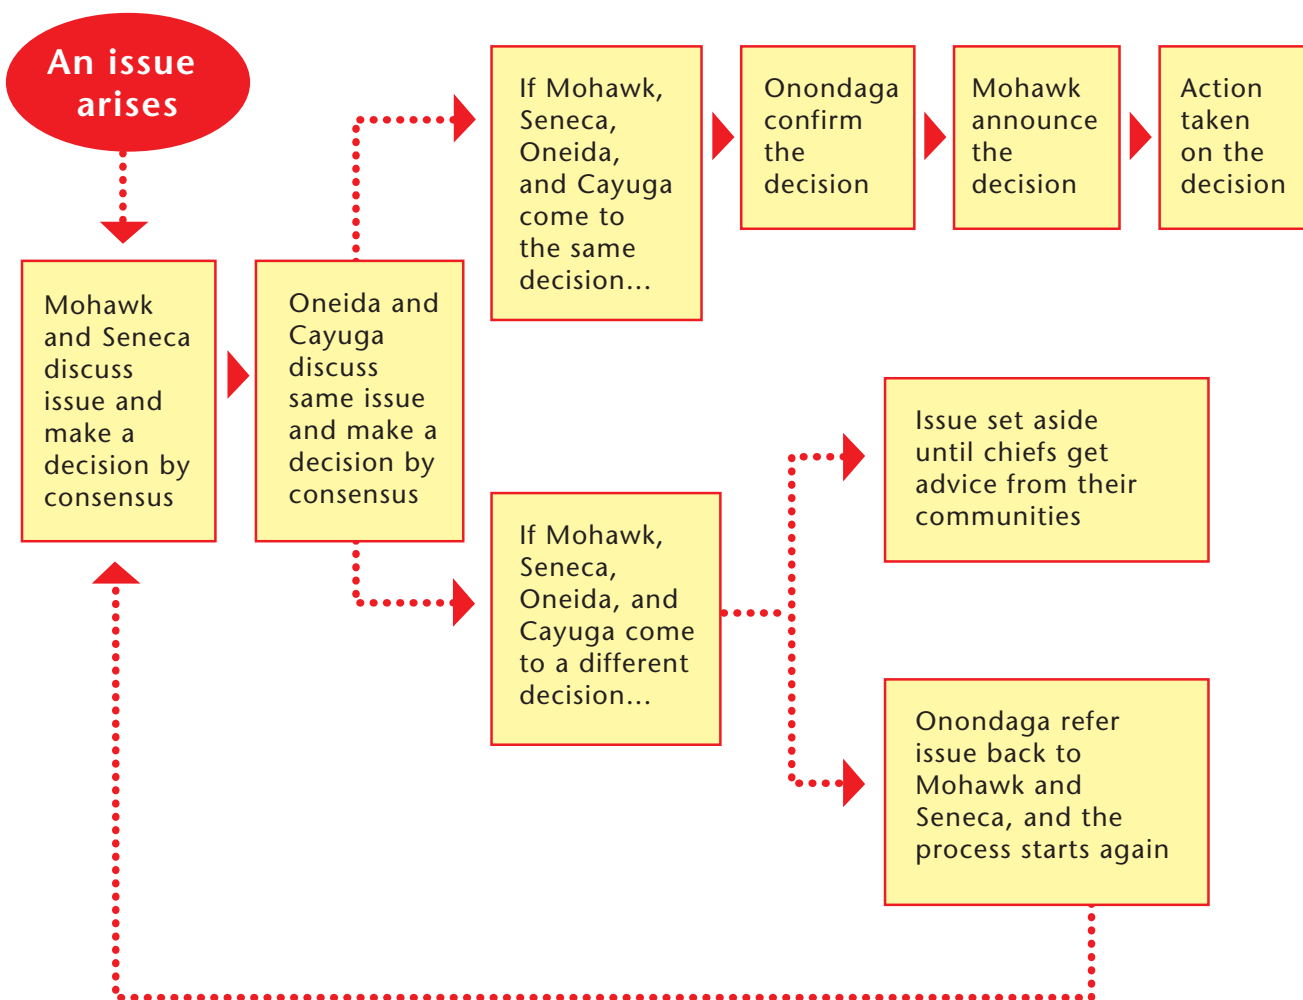 An issue
arises
Mohawk
and Seneca
discuss
issue and
make a
decision by
consensus
Oneida and
Cayuga
discuss
same issue
and make a
decision by
consensus
If Mohawk,
Seneca,
Oneida,
and Cayuga
come to
the same
decision...
Onondaga
confirm
the
decision
Mohawk
announce
the
decision
Action
taken
on the
decision
If Mohawk,
Seneca,
Oneida, and
Cayuga come
to a different
decision...
Issue set aside
until chiefs get
advice from their
communities
Onondaga refer
issue back to
Mohawk and
Seneca, and the
process starts again